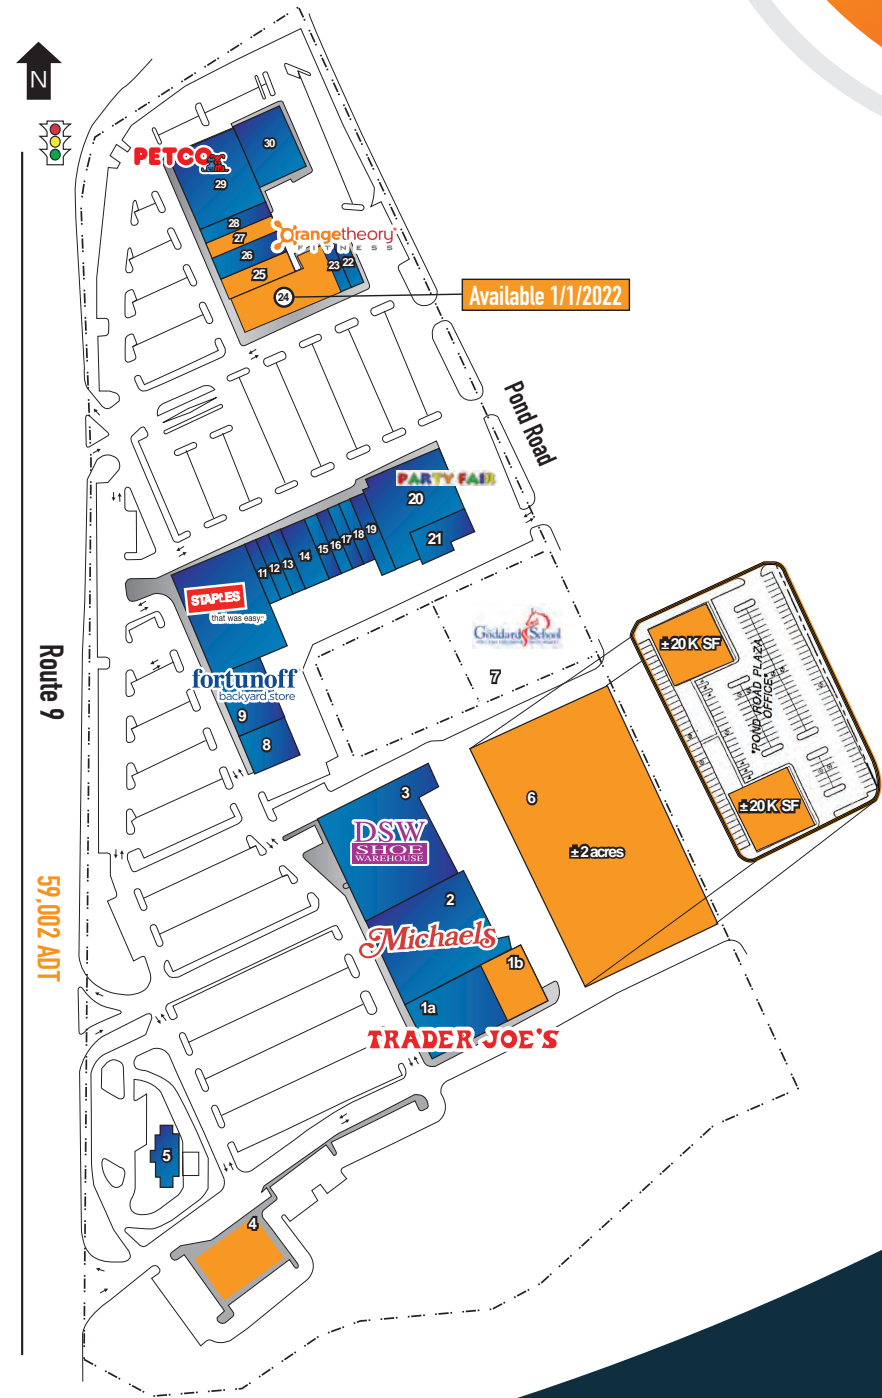 N
PETCO
30
29
28
27
26
25
24
23
22
Orangetheory®
FITNESS
Available 1/1/2022
Pond Road
PARTY FAIR
20
21
19
18
17
16
15
14
13
12
11
STAPLES
that was easy.
fortunoff
backyard store
9
8
Goddard School
7
Route 9
59,002 ADT
3
DSW
SHOE
WAREHOUSE
2
Michaels
1b
1a
TRADER JOE'S
6
±2 acres
±20K SF
"POND ROAD PLAZA
OFFICE"
±20K SF
5
4